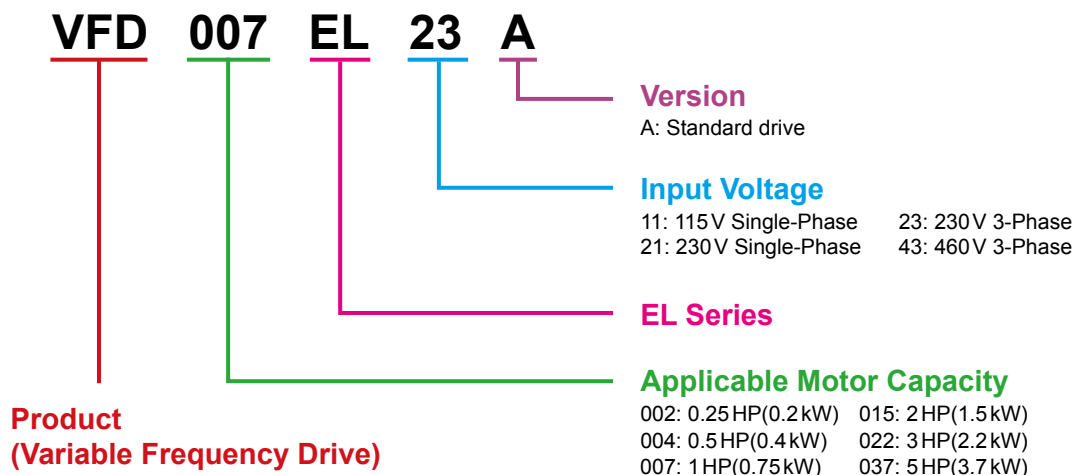 VFD 007 EL 23 A
Version
A: Standard drive
Input Voltage
11: 115V Single-Phase 23: 230V 3-Phase
21: 230V Single-Phase 43: 460V 3-Phase
EL Series
Applicable Motor Capacity
002: 0.25HP(0.2kW) 015: 2HP(1.5kW)
004: 0.5HP(0.4kW) 022: 3HP(2.2kW)
007: 1HP(0.75kW) 037: 5HP(3.7kW)
Product
(Variable Frequency Drive)